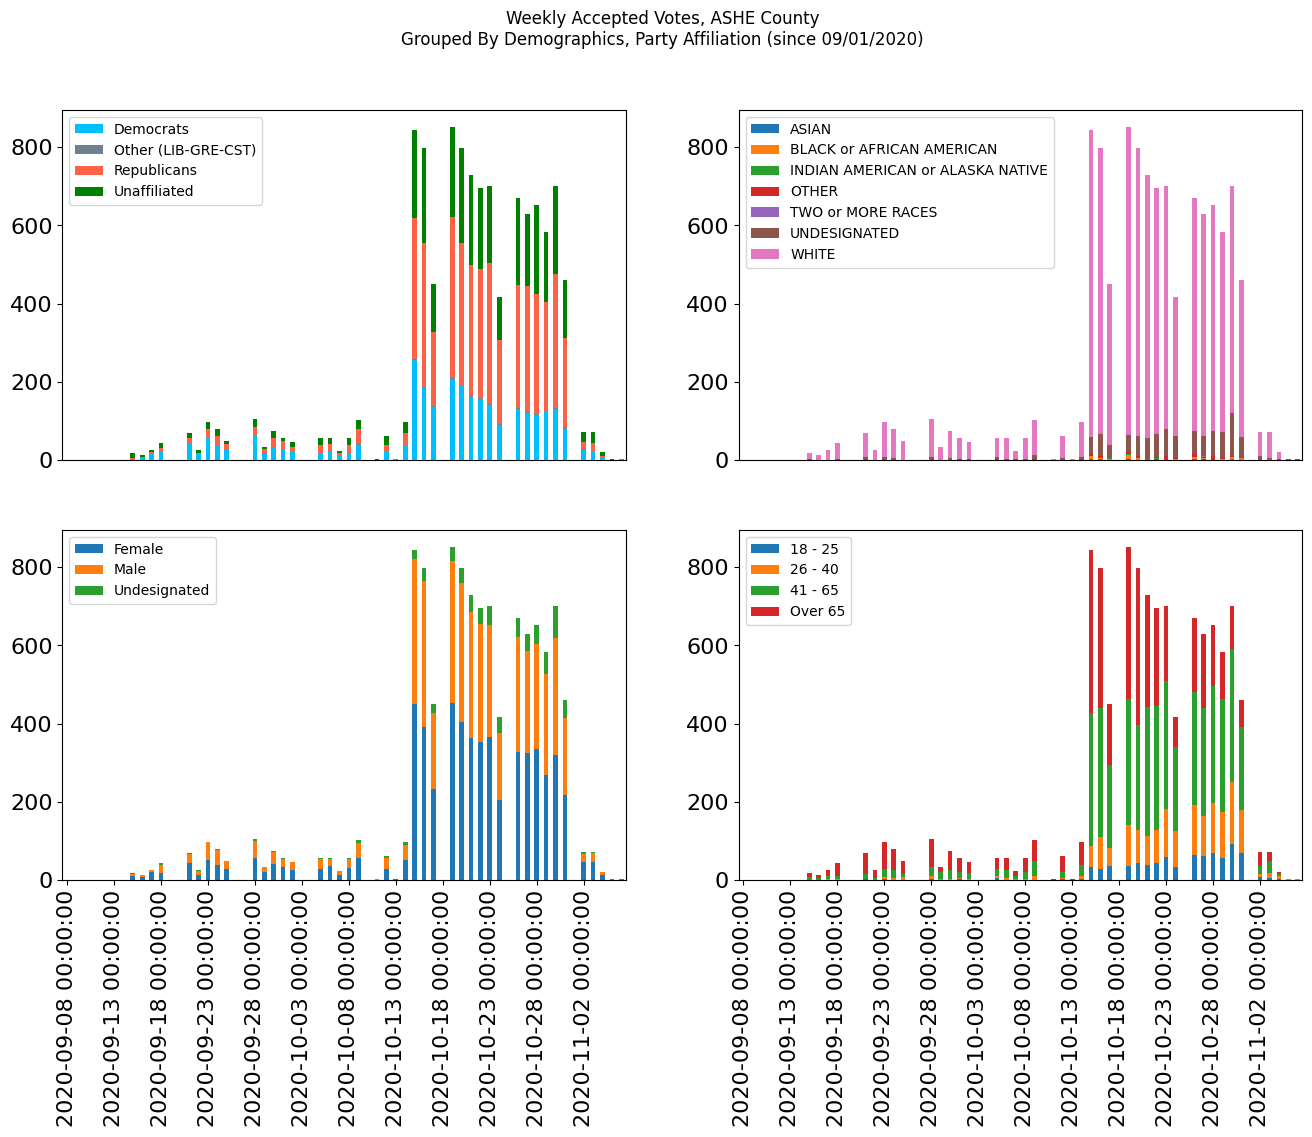 Weekly Accepted Votes, ASHE County
Grouped By Demographics, Party Affiliation (since 09/01/2020)
800
600
400
200
0
Democrats
Other (LIB-GRE-CST)
Republicans
Unaffiliated
800
600
400
200
0
ASIAN
BLACK or AFRICAN AMERICAN
INDIAN AMERICAN or ALASKA NATIVE
OTHER
TWO or MORE RACES
UNDESIGNATED
WHITE
800
600
400
200
0
Female
Male
Undesignated
2020-09-08 00:00:00
2020-09-13 00:00:00
2020-09-18 00:00:00
2020-09-23 00:00:00
2020-09-28 00:00:00
2020-10-03 00:00:00
2020-10-08 00:00:00
2020-10-13 00:00:00
2020-10-18 00:00:00
2020-10-23 00:00:00
2020-10-28 00:00:00
2020-11-02 00:00:00
800
600
400
200
0
18 - 25
26 - 40
41 - 65
Over 65
2020-09-08 00:00:00
2020-09-13 00:00:00
2020-09-18 00:00:00
2020-09-23 00:00:00
2020-09-28 00:00:00
2020-10-03 00:00:00
2020-10-08 00:00:00
2020-10-13 00:00:00
2020-10-18 00:00:00
2020-10-23 00:00:00
2020-10-28 00:00:00
2020-11-02 00:00:00